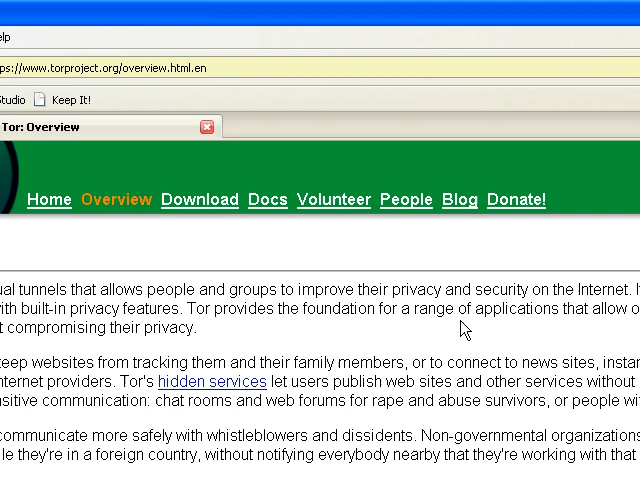 elp
ps://www.torproject.org/overview.html.en
Studio Keep It!
Tor: Overview
Home Overview Download Docs Volunteer People Blog Donate!
ual tunnels that allows people and groups to improve their privacy and security on the Internet. I
with built-in privacy features. Tor provides the foundation for a range of applications that allow o
t compromising their privacy.
keep websites from tracking them and their family members, or to connect to news sites, instan
nternet providers. Tor's hidden services let users publish web sites and other services without
nsitive communication: chat rooms and web forums for rape and abuse survivors, or people wi
communicate more safely with whistleblowers and dissidents. Non-governmental organizations
le they're in a foreign country, without notifying everybody nearby that they're working with that